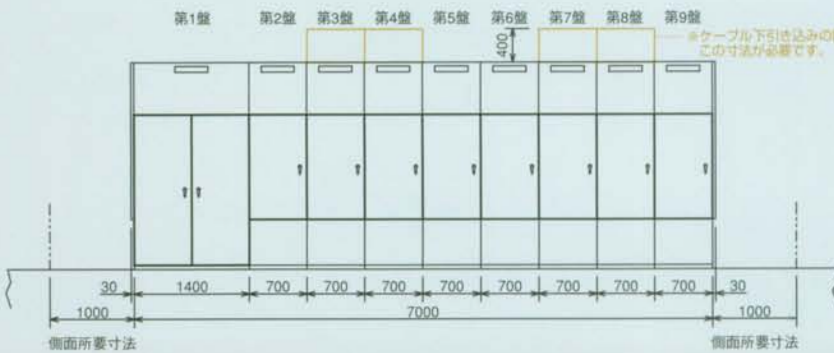 第1盤 第2盤 第3盤 第4盤 第5盤 第6盤 第7盤 第8盤 第9盤
400
※ケーブル下引き込みの
この寸法が必要です。
30 1400 700 700 700 700 700 700 700 700 30
1000 7000 1000
側面所要寸法 側面所要寸法